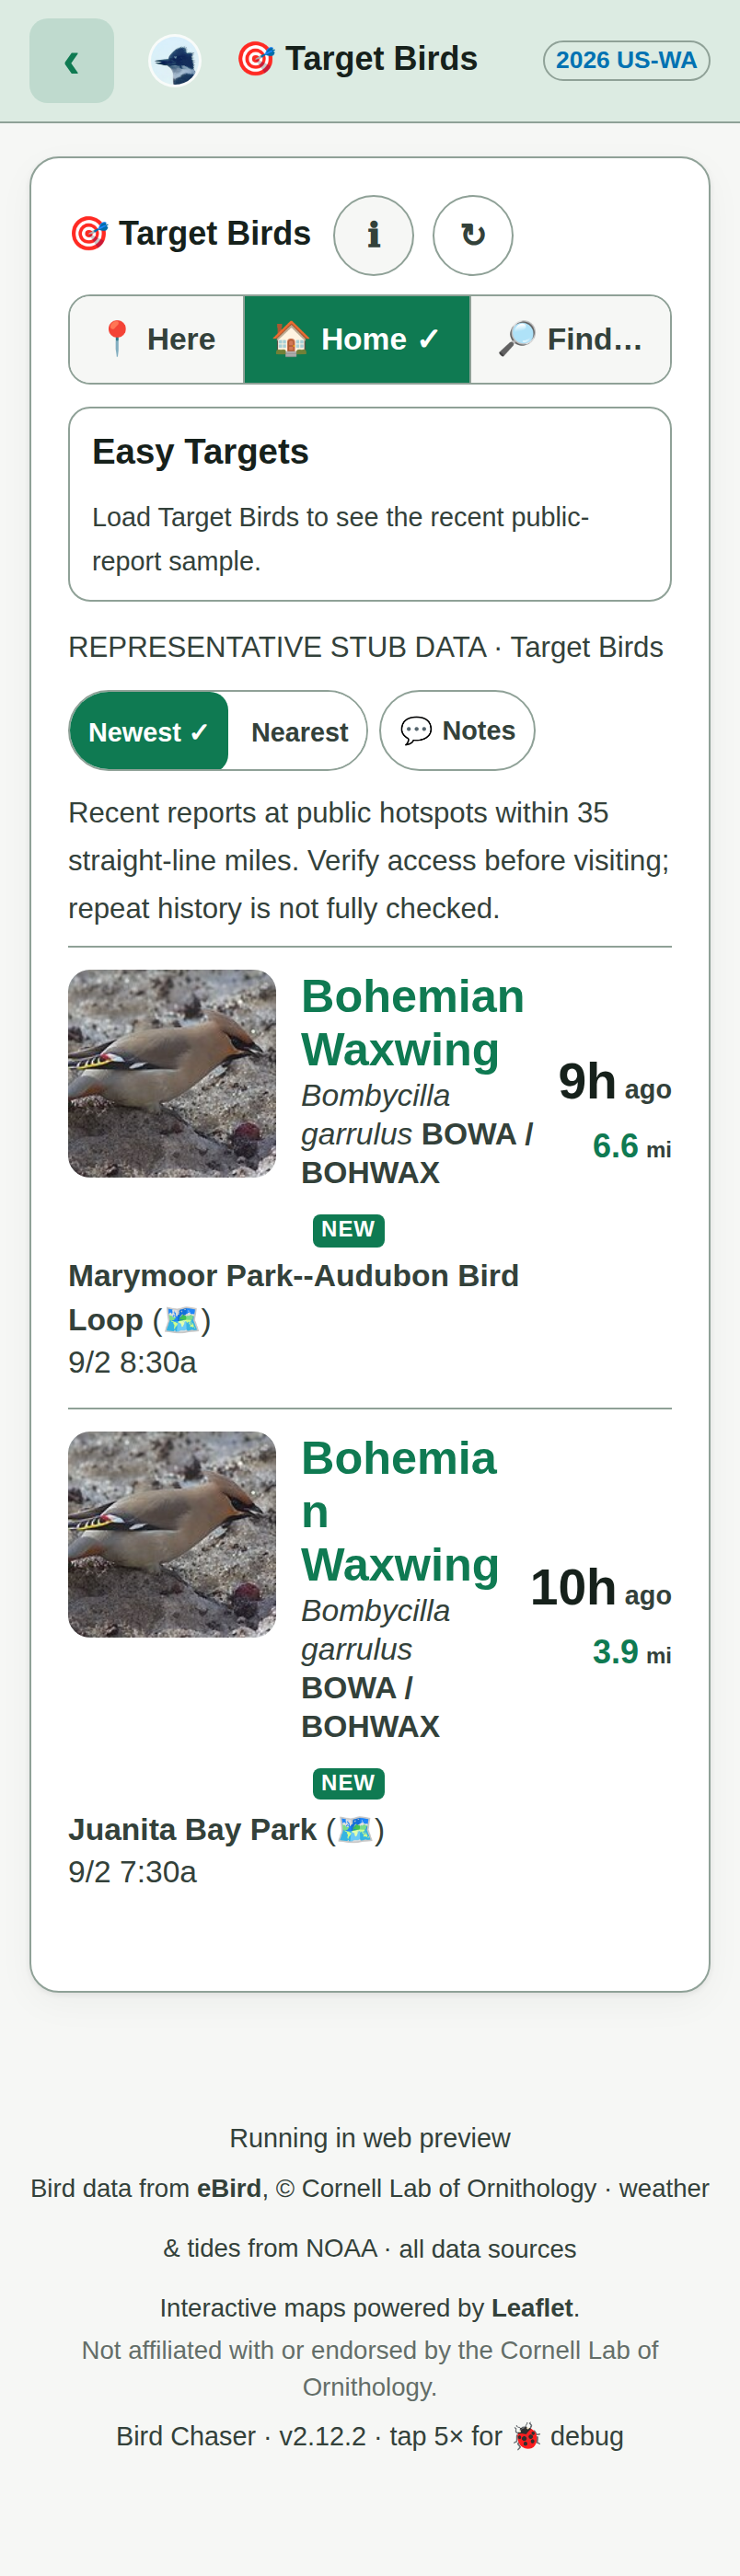 ‹ 🎯 Target Birds 2026 US-WA
🎯 Target Birds ℹ ↻
📍 Here 🏠 Home ✓ 🔎 Find…
Easy Targets
Load Target Birds to see the recent public-
report sample.
REPRESENTATIVE STUB DATA · Target Birds
Newest ✓ Nearest 💬 Notes
Recent reports at public hotspots within 35
straight-line miles. Verify access before visiting;
repeat history is not fully checked.
Bohemian
Waxwing
Bombycilla
garrulus BOWA /
BOHWAX
9h ago
6.6 mi
NEW
Marymoor Park--Audubon Bird
Loop (🗺️)
9/2 8:30a
Bohemia
n
Waxwing
Bombycilla
garrulus
BOWA /
BOHWAX
10h ago
3.9 mi
NEW
Juanita Bay Park (🗺️)
9/2 7:30a
Running in web preview
Bird data from eBird, © Cornell Lab of Ornithology · weather
& tides from NOAA · all data sources
Interactive maps powered by Leaflet.
Not affiliated with or endorsed by the Cornell Lab of
Ornithology.
Bird Chaser · v2.12.2 · tap 5× for 🐞 debug